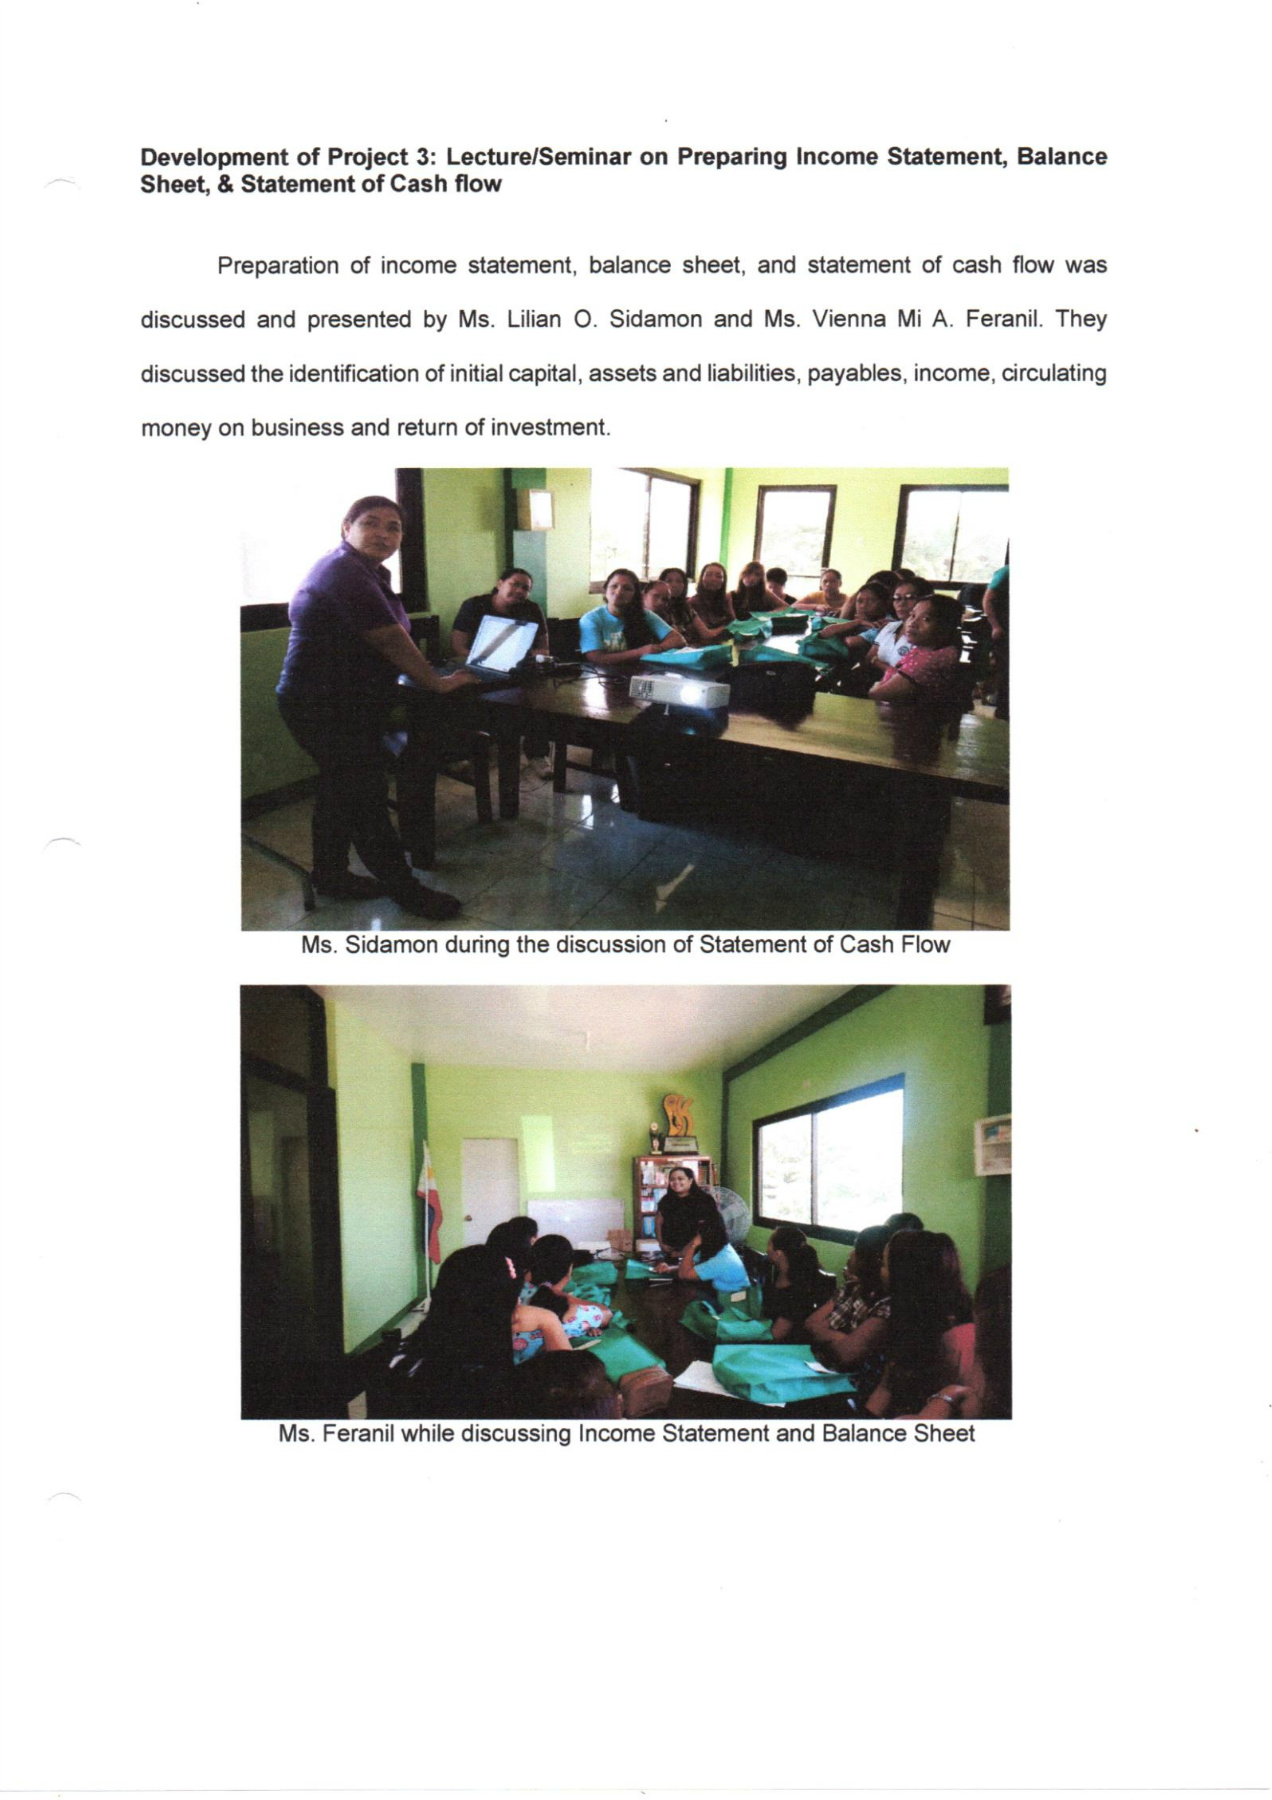 Development of Project 3: Lecture/Seminar on Preparing Income Statement, Balance
Sheet, & Statement of Cash flow
Preparation of income statement, balance sheet, and statement of cash flow was
discussed and presented by Ms. Lilian O. Sidamon and Ms. Vienna Mi A. Feranil. They
discussed the identification of initial capital, assets and liabilities, payables, income, circulating
money on business and return of investment.
Ms. Sidamon during the discussion of Statement of Cash Flow
Ms. Feranil while discussing Income Statement and Balance Sheet